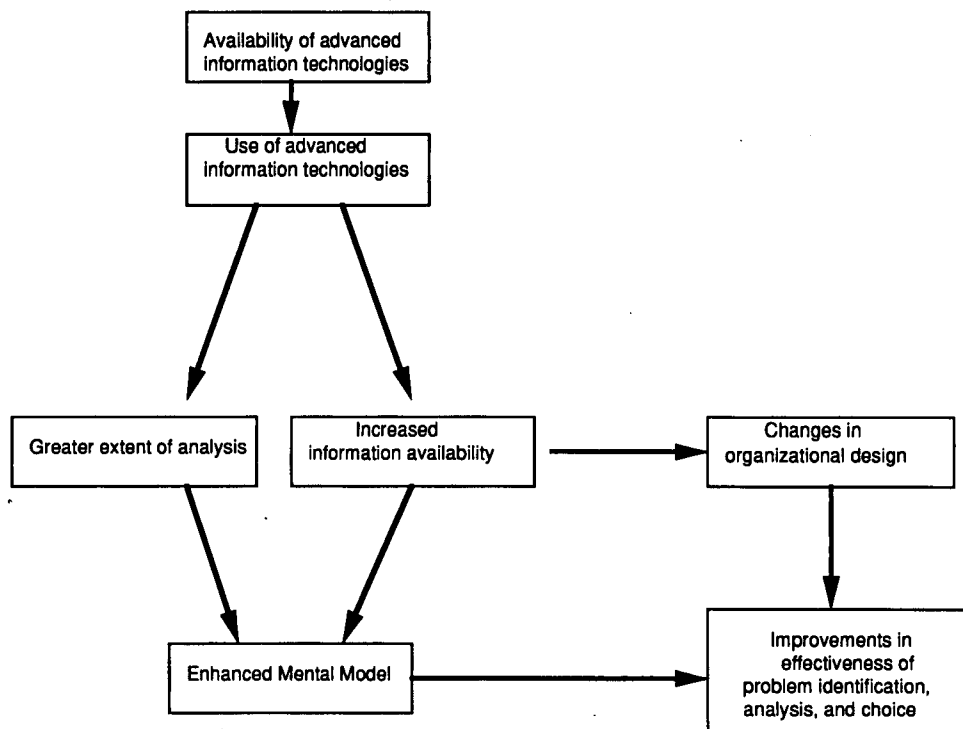 Availability of advanced
information technologies
Use of advanced
information technologies
Greater extent of analysis
Increased
information availability
Changes in
organizational design
Enhanced Mental Model
Improvements in
effectiveness of
problem identification,
analysis, and choice